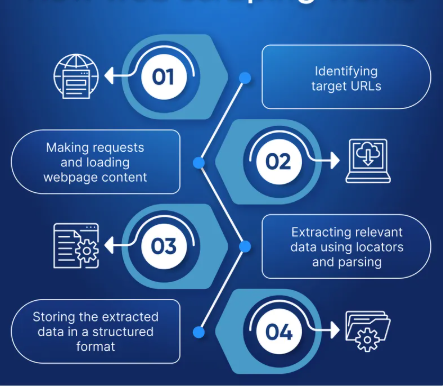 01
Identifying
target URLs
Making requests
and loading
webpage content
02
03
Extracting relevant
data using locators
and parsing
Storing the extracted
data in a structured
format
04